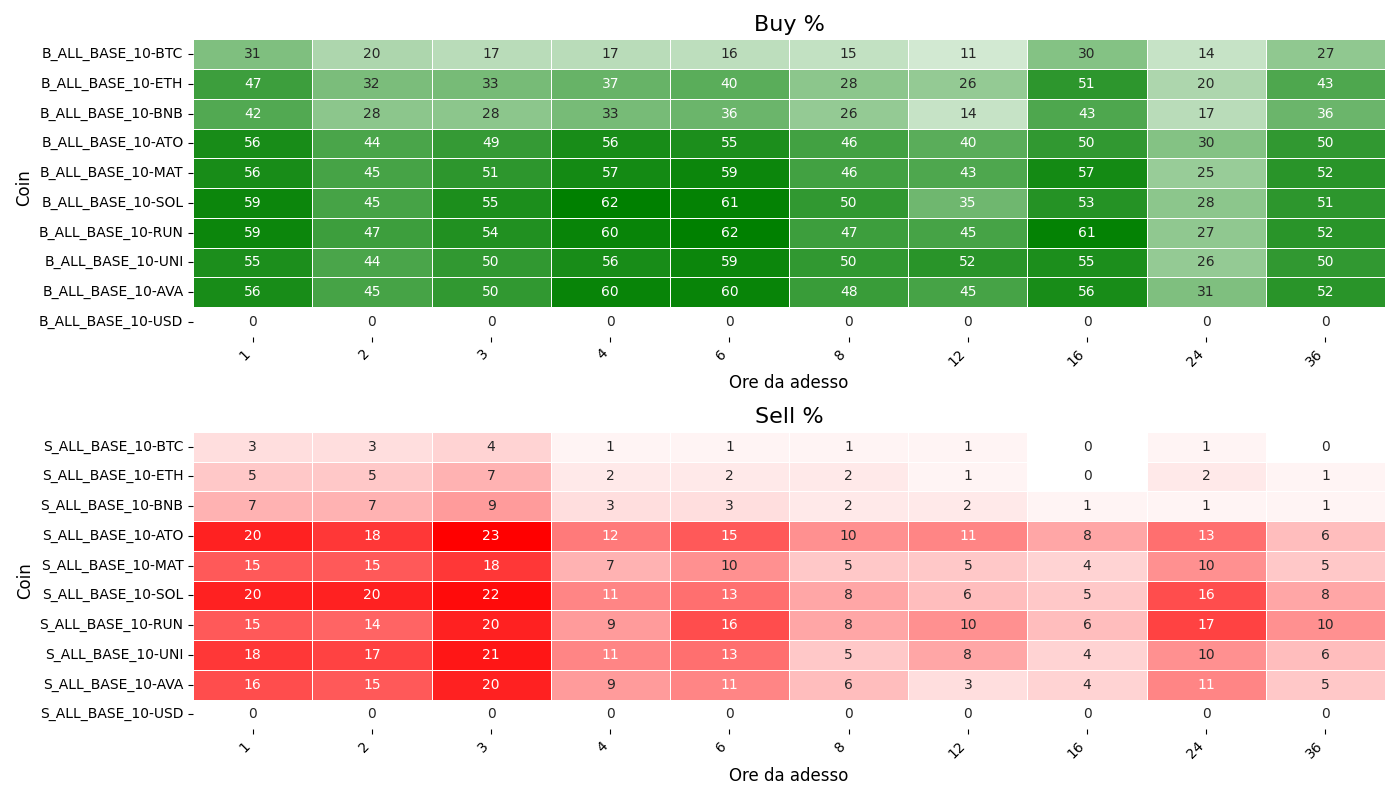 Buy %
Coin
B_ALL_BASE_10-BTC 31 20 17 17 16 15 11 30 14 27
B_ALL_BASE_10-ETH 47 32 33 37 40 28 26 51 20 43
B_ALL_BASE_10-BNB 42 28 28 33 36 26 14 43 17 36
B_ALL_BASE_10-ATO 56 44 49 56 55 46 40 50 30 50
B_ALL_BASE_10-MAT 56 45 51 57 59 46 43 57 25 52
B_ALL_BASE_10-SOL 59 45 55 62 61 50 35 53 28 51
B_ALL_BASE_10-RUN 59 47 54 60 62 47 45 61 27 52
B_ALL_BASE_10-UNI 55 44 50 56 59 50 52 55 26 50
B_ALL_BASE_10-AVA 56 45 50 60 60 48 45 56 31 52
B_ALL_BASE_10-USD 0 0 0 0 0 0 0 0 0 0
1 2 3 4 6 8 12 16 24 36
Ore da adesso
Sell %
Coin
S_ALL_BASE_10-BTC 3 3 4 1 1 1 1 0 1 0
S_ALL_BASE_10-ETH 5 5 7 2 2 2 1 0 2 1
S_ALL_BASE_10-BNB 7 7 9 3 3 2 2 1 1 1
S_ALL_BASE_10-ATO 20 18 23 12 15 10 11 8 13 6
S_ALL_BASE_10-MAT 15 15 18 7 10 5 5 4 10 5
S_ALL_BASE_10-SOL 20 20 22 11 13 8 6 5 16 8
S_ALL_BASE_10-RUN 15 14 20 9 16 8 10 6 17 10
S_ALL_BASE_10-UNI 18 17 21 11 13 5 8 4 10 6
S_ALL_BASE_10-AVA 16 15 20 9 11 6 3 4 11 5
S_ALL_BASE_10-USD 0 0 0 0 0 0 0 0 0 0
1 2 3 4 6 8 12 16 24 36
Ore da adesso